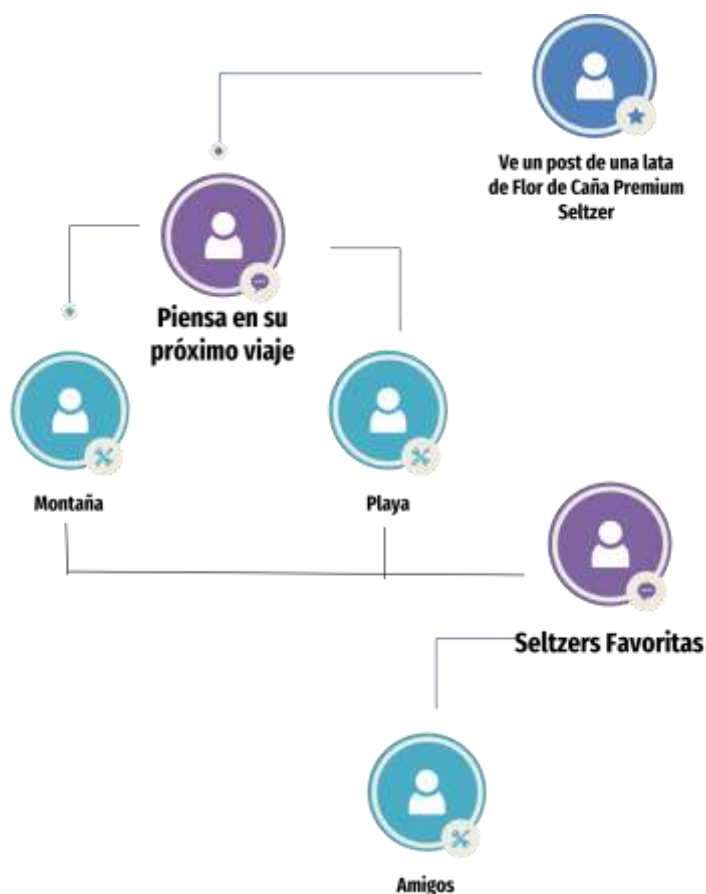 Ve un post de una lata
de Flor de Caña Premium
Seltzer
Piensa en su
próximo viaje
Montaña
Playa
Seltzers Favoritas
Amigos